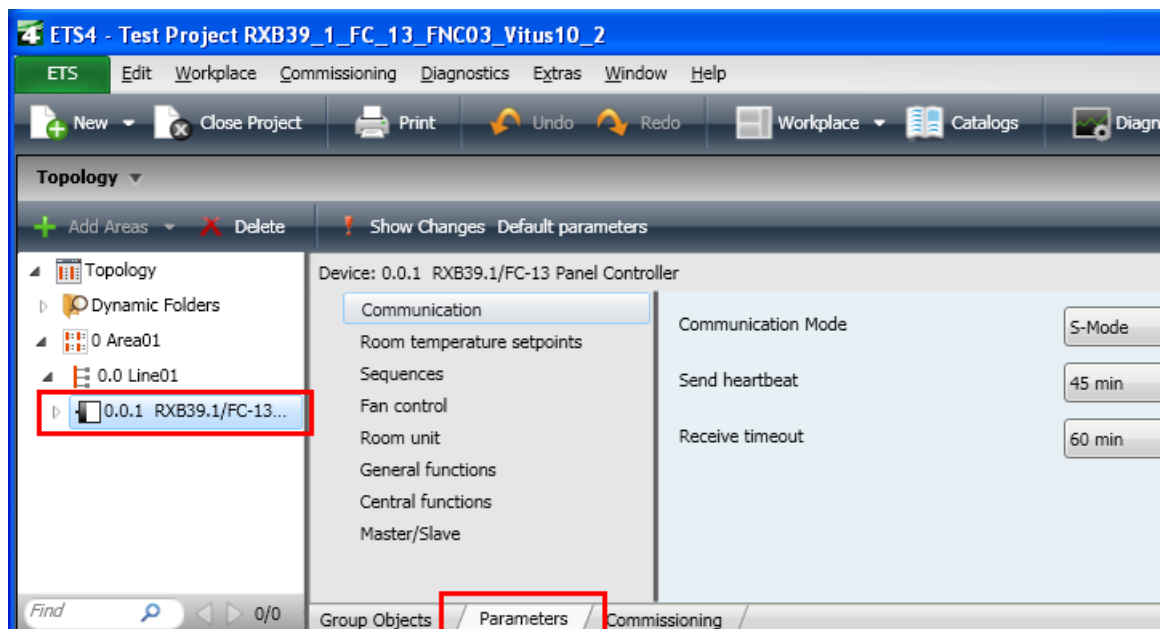 4 ETS4 - Test Project RXB39_1_FC_13_FNC03_Vitus10_2
ETS Edit Workplace Commissioning Diagnostics Extras Window Help
New Close Project Print Undo Redo Workplace Catalogs Diagn
Topology
Add Areas Delete Show Changes Default parameters
Topology
Dynamic Folders
0 Area01
0.0 Line01
0.0.1 RXB39.1/FC-13...
Find 0/0
Device: 0.0.1 RXB39.1/FC-13 Panel Controller
Communication
Room temperature setpoints
Sequences
Fan control
Room unit
General functions
Central functions
Master/Slave
Communication Mode S-Mode
Send heartbeat 45 min
Receive timeout 60 min
Group Objects Parameters Commissioning